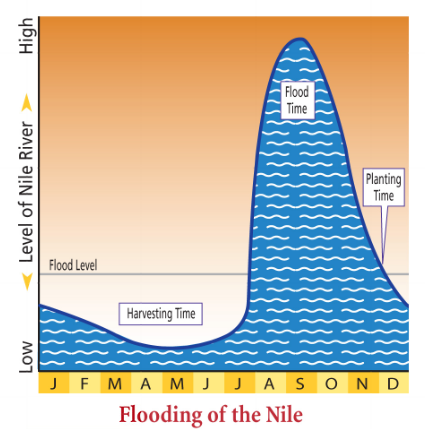 High
Level of Nile River
Low
Flood
Time
Planting
Time
Flood Level
Harvesting Time
J F M A M J J A S O N D
Flooding of the Nile